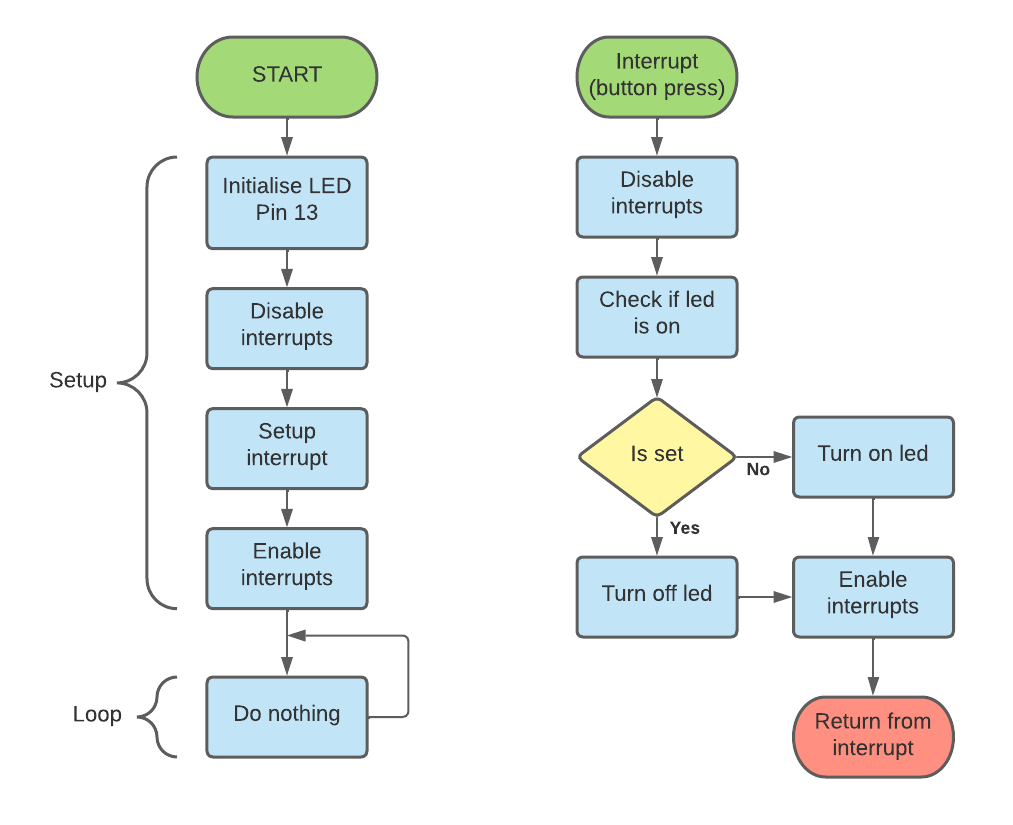 START
Initialise LED
Pin 13
Disable
interrupts
Setup
interrupt
Enable
interrupts
Do nothing
Setup
Loop
Interrupt
(button press)
Disable
interrupts
Check if led
is on
Is set
No
Turn on led
Yes
Turn off led
Enable
interrupts
Return from
interrupt